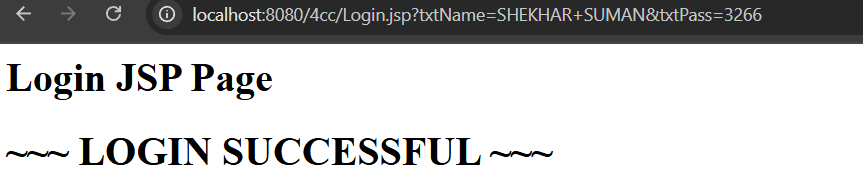 localhost:8080/4cc/Login.jsp?txtName=SHEKHAR+SUMAN&txtPass=3266
Login JSP Page
~~~ LOGIN SUCCESSFUL ~~~